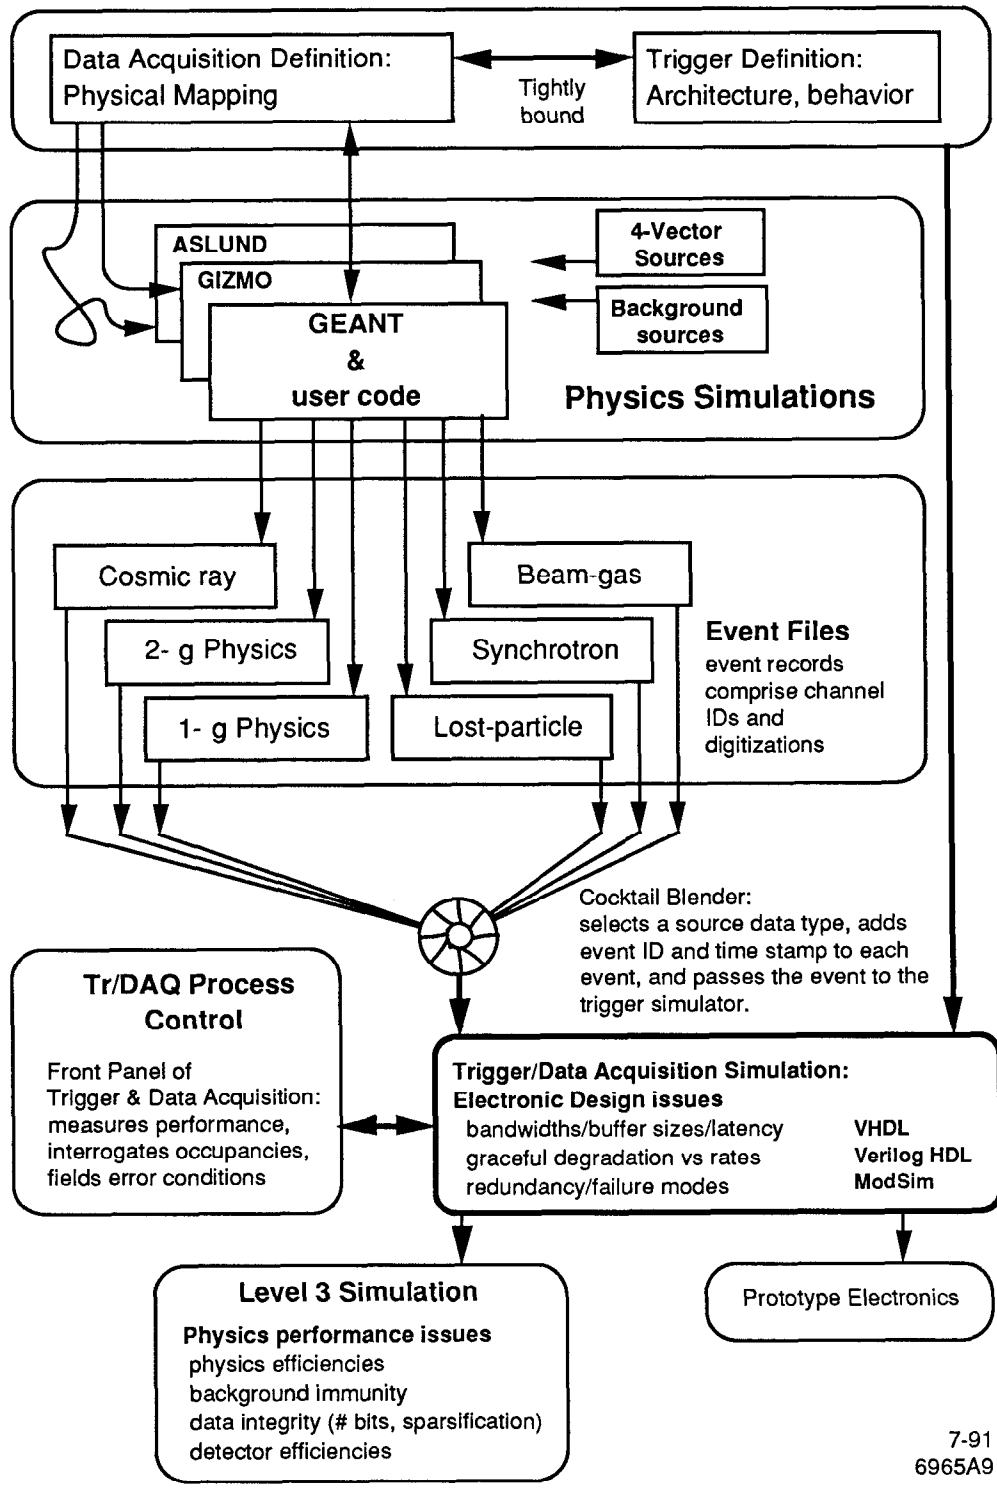 Data Acquisition Definition:
Physical Mapping
Tightly
bound
Trigger Definition:
Architecture, behavior
ASLUND
GIZMO
GEANT
&
user code
4-Vector
Sources
Background
sources
Physics Simulations
Cosmic ray
2- g Physics
1- g Physics
Beam-gas
Synchrotron
Lost-particle
Event Files
event records
comprise channel
IDs and
digitizations
Cocktail Blender:
selects a source data type, adds
event ID and time stamp to each
event, and passes the event to the
trigger simulator.
Tr/DAQ Process
Control
Front Panel of
Trigger & Data Acquisition:
measures performance,
interrogates occupancies,
fields error conditions
Trigger/Data Acquisition Simulation:
Electronic Design issues
bandwidths/buffer sizes/latency VHDL
graceful degradation vs rates Verilog HDL
redundancy/failure modes ModSim
Level 3 Simulation
Physics performance issues
physics efficiencies
background immunity
data integrity (# bits, sparsification)
detector efficiencies
Prototype Electronics
7-91
6965A9